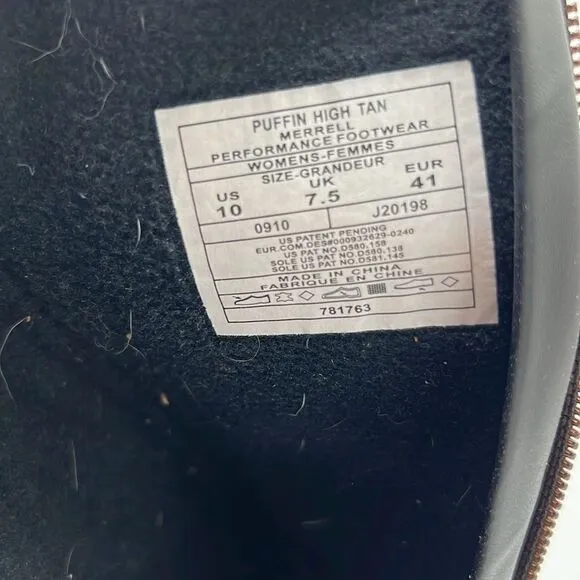 PUFFIN HIGH TAN
MERRELL
PERFORMANCE FOOTWEAR
WOMENS-FEMMES
SIZE-GRANDEUR
US UK EUR
10 7.5 41
0910 J20198
US PATENT PENDING
EUR.COM.DES#000932629-0240
US PAT NO.D580.158
SOLE US PAT NO.D580.138
SOLE US PAT NO.D581.145
MADE IN CHINA
FABRIQUE EN CHINE
781763